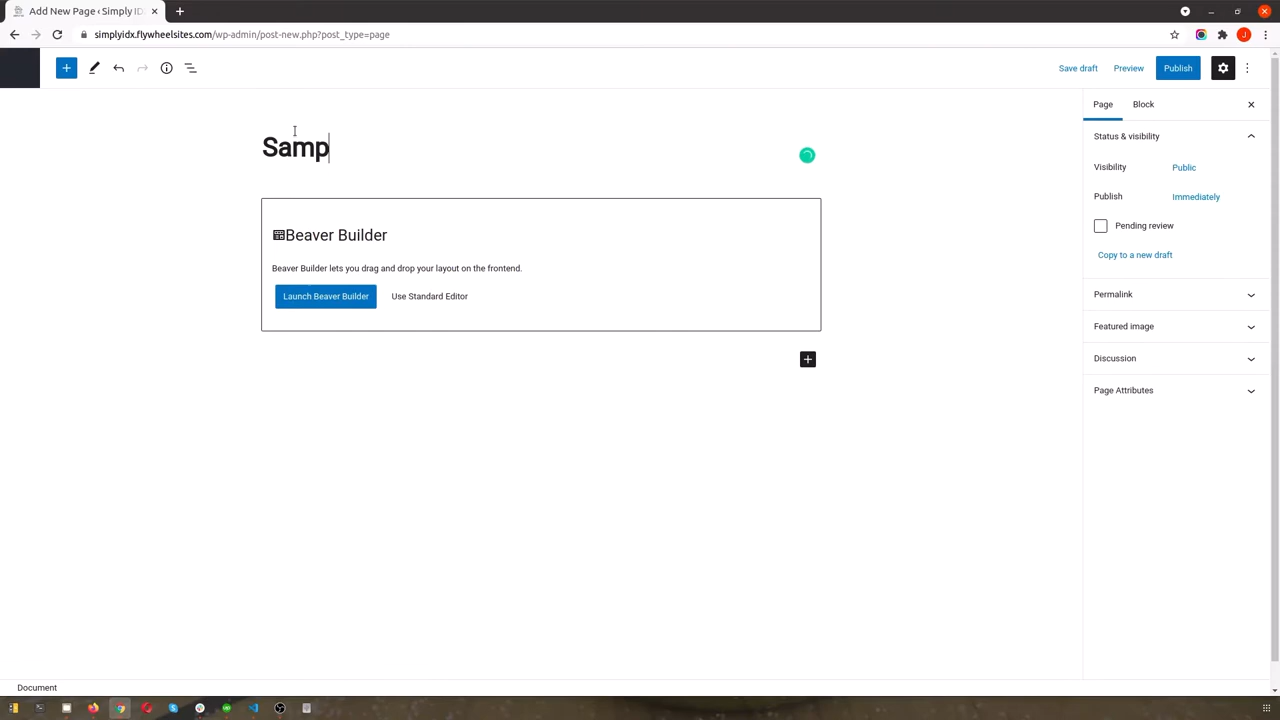 Add New Page ‹ Simply ID
simplyidx.flywheelsites.com/wp-admin/post-new.php?post_type=page
J
Save draft
Preview
Publish
Samp
Page
Block
Status & visibility
Visibility
Public
Publish
Immediately
Pending review
Copy to a new draft
Permalink
Featured image
Discussion
Page Attributes
Beaver Builder
Beaver Builder lets you drag and drop your layout on the frontend.
Launch Beaver Builder
Use Standard Editor
Document